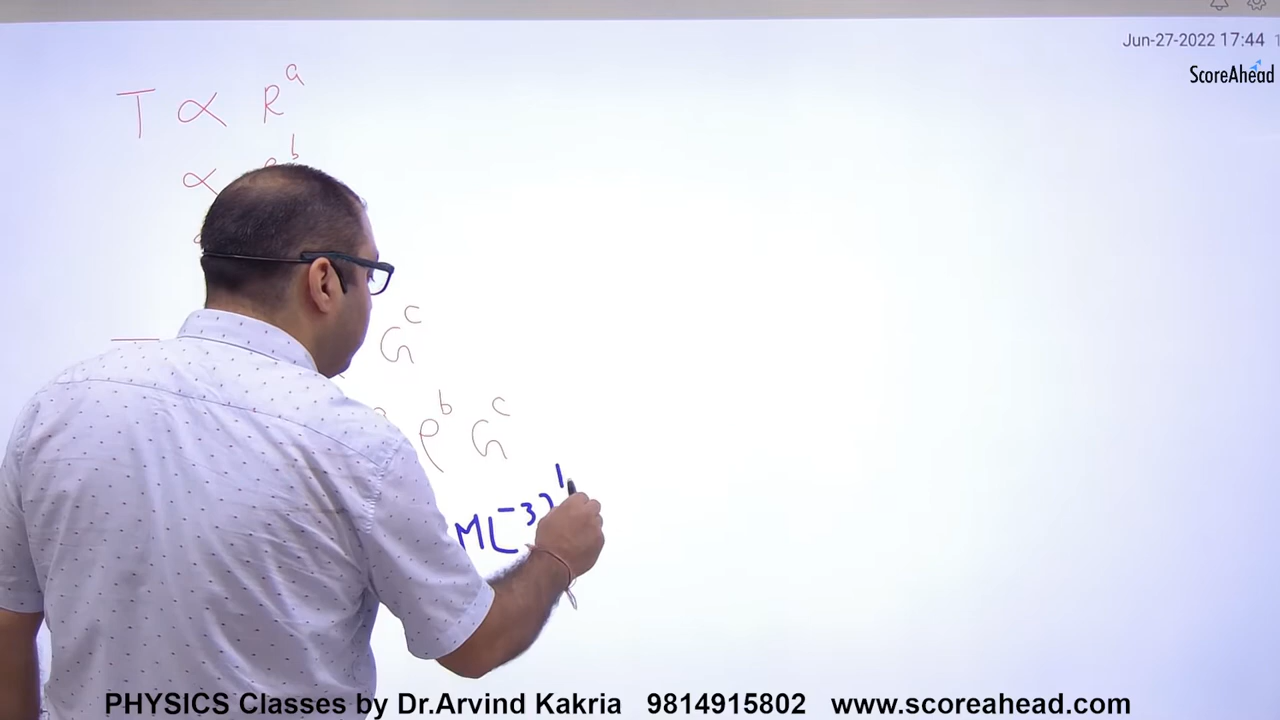 Jun-27-2022 17:44
ScoreAhead
T ∝ R^a
∝ b
G^c
ρ^b G^c
ML^-3)
PHYSICS Classes by Dr.Arvind Kakria 9814915802 www.scoreahead.com